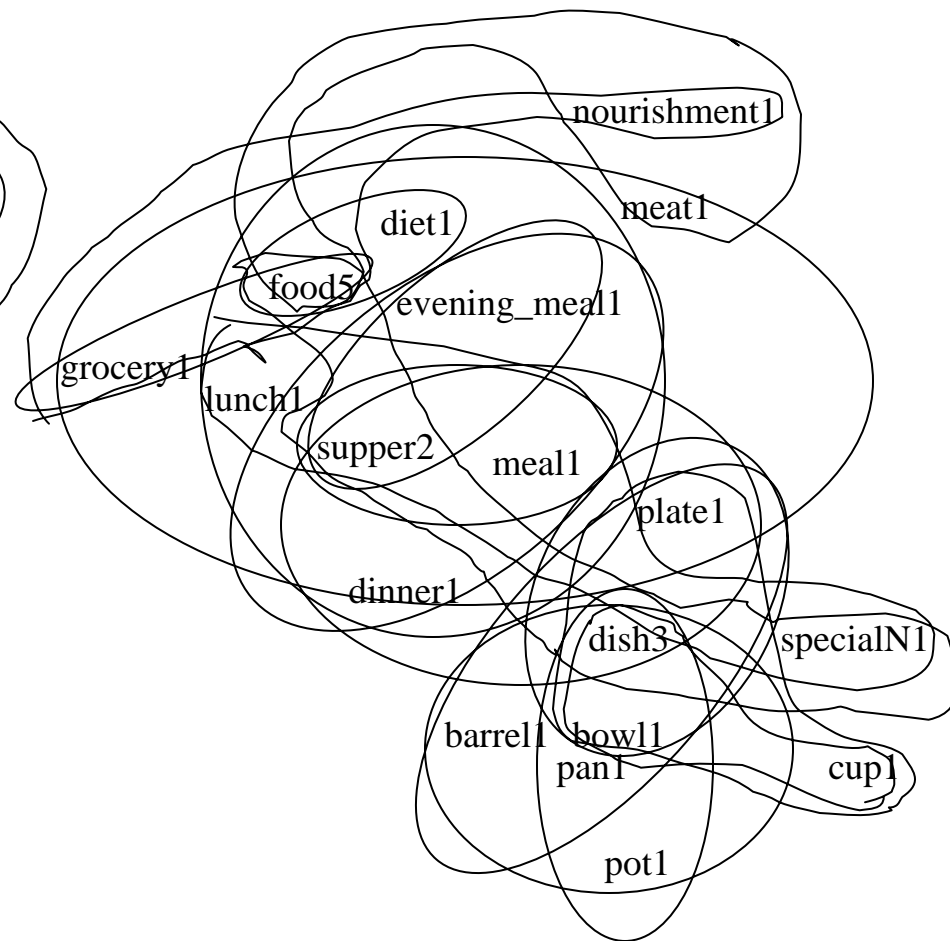 nourishment1
meat1
diet1
food5
evening_meal1
grocery1
lunch1
supper2
meal1
plate1
dinner1
dish3
specialN1
barrel1
bowl1
pan1
cup1
pot1